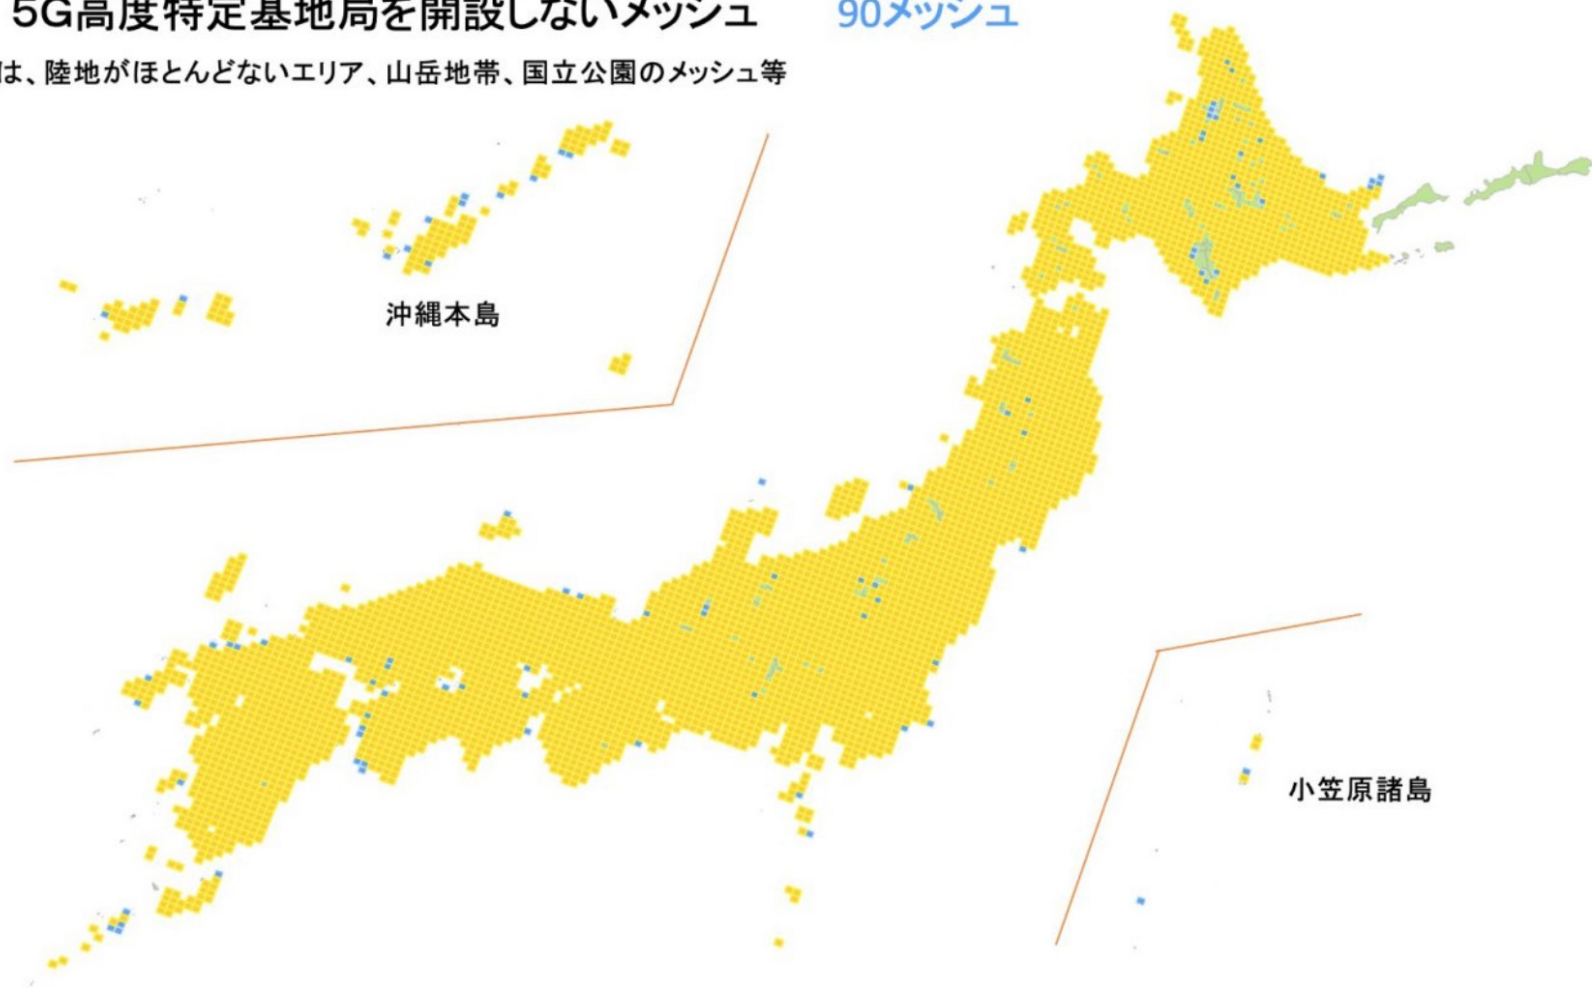 5G高度特定基地局を開設しないメッシュ 90メッシュ
は、陸地がほとんどないエリア、山岳地帯、国立公園のメッシュ等
沖縄本島
小笠原諸島